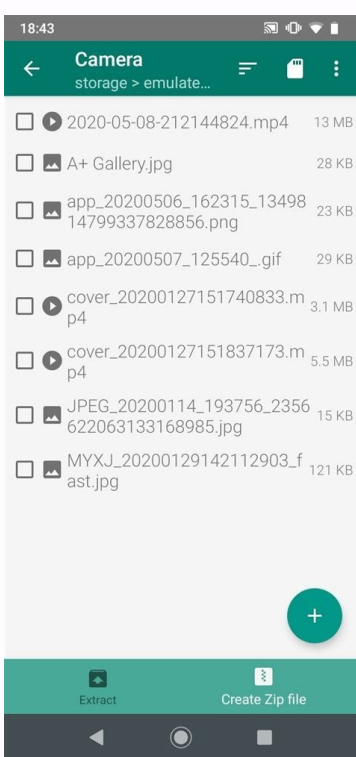 18:43
Camera
storage > emulate...
2020-05-08-212144824.mp4 13 MB
A+ Gallery.jpg 28 KB
app_20200506_162315_13498
14799337828856.png 23 KB
app_20200507_125540_.gif 29 KB
cover_20200127151740833.m
p4 3.1 MB
cover_20200127151837173.m
p4 5.5 MB
JPEG_20200114_193756_2356
622063133168985.jpg 15 KB
MYXJ_20200129142112903_f
ast.jpg 121 KB
Extract Create Zip file